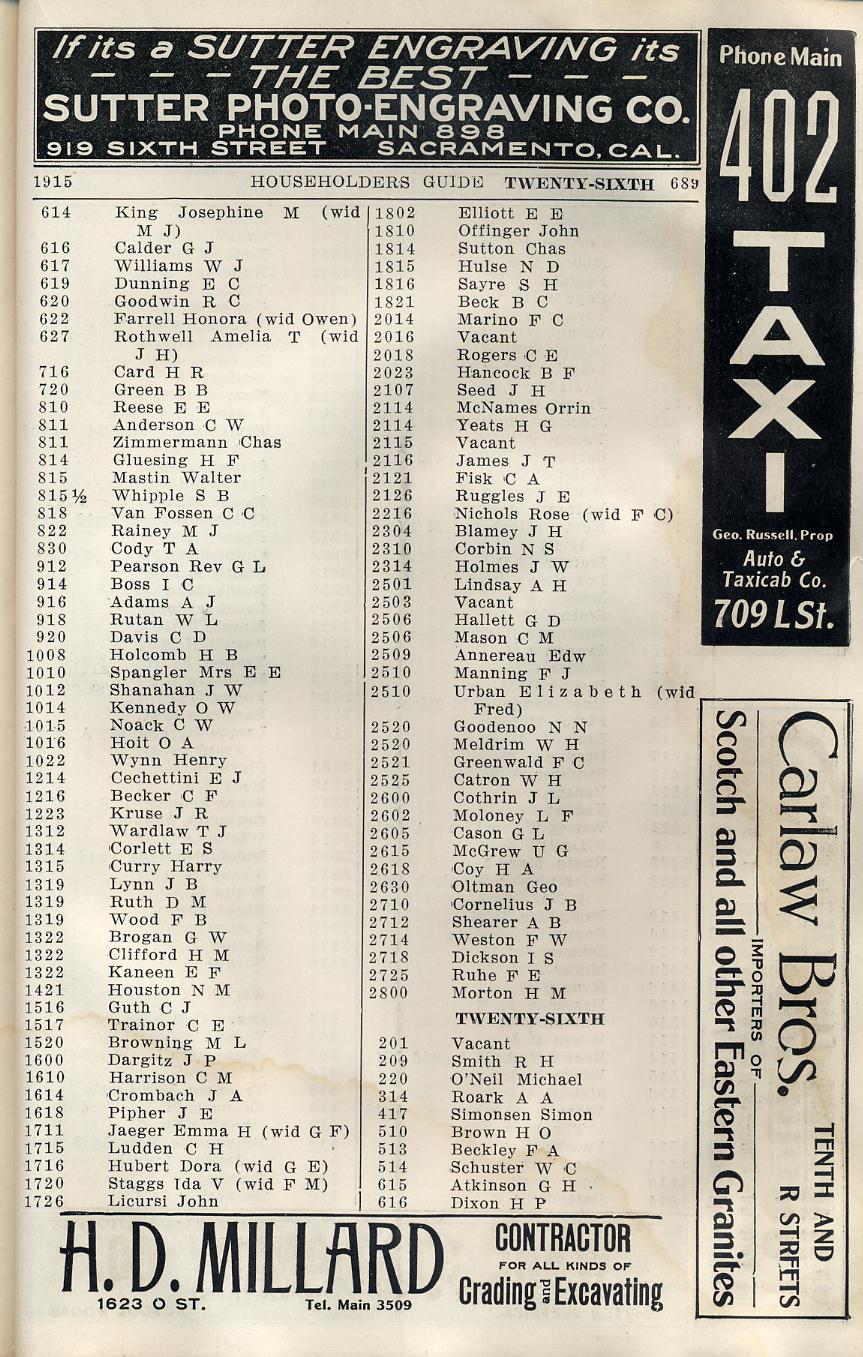 If its a SUTTER ENGRAVING its
- - - THE BEST - - -
SUTTER PHOTO-ENGRAVING CO.
PHONE MAIN 898
919 SIXTH STREET SACRAMENTO, CAL.
1915 HOUSEHOLDERS GUIDE TWENTY-SIXTH 689
614 King Josephine M (wid
M J)
616 Calder G J
617 Williams W J
619 Dunning E C
620 Goodwin R C
622 Farrell Honora (wid Owen)
627 Rothwell Amelia T (wid
J H)
716 Card H R
720 Green B B
810 Reese E E
811 Anderson C W
811 Zimmermann Chas
814 Gluesing H F
815 Mastin Walter
815½ Whipple S B
818 Van Fossen C C
822 Rainey M J
830 Cody T A
912 Pearson Rev G L
914 Boss I C
916 Adams A J
918 Rutan W L
920 Davis C D
1008 Holcomb H B
1010 Spangler Mrs E E
1012 Shanahan J W
1014 Kennedy O W
1015 Noack C W
1016 Hoit O A
1022 Wynn Henry
1214 Cechettini E J
1216 Becker C F
1223 Kruse J R
1312 Wardlaw T J
1314 Corlett E S
1315 Curry Harry
1319 Lynn J B
1319 Ruth D M
1319 Wood F B
1322 Brogan G W
1322 Clifford H M
1322 Kaneen E F
1421 Houston N M
1516 Guth C J
1517 Trainor C E
1520 Browning M L
1600 Dargitz J P
1610 Harrison C M
1614 Crombach J A
1618 Pipher J E
1711 Jaeger Emma H (wid G F)
1715 Ludden C H
1716 Hubert Dora (wid G E)
1720 Staggs Ida V (wid F M)
1726 Licursi John
1802 Elliott E E
1810 Offinger John
1814 Sutton Chas
1815 Hulse N D
1816 Sayre S H
1821 Beck B C
2014 Marino F C
2016 Vacant
2018 Rogers C E
2023 Hancock B F
2107 Seed J H
2114 McNames Orrin
2114 Yeats H G
2115 Vacant
2116 James J T
2121 Fisk C A
2126 Ruggles J E
2216 Nichols Rose (wid F C)
2304 Blamey J H
2310 Corbin N S
2314 Holmes J W
2501 Lindsay A H
2503 Vacant
2506 Hallett G D
2506 Mason C M
2509 Annereau Edw
2510 Manning F J
2510 Urban Elizabeth (wid
Fred)
2520 Goodenoo N N
2520 Meldrim W H
2521 Greenwald F C
2525 Catron W H
2600 Cothrin J L
2602 Moloney L F
2605 Cason G L
2615 McGrew U G
2618 Coy H A
2630 Oltman Geo
2710 Cornelius J B
2712 Shearer A B
2714 Weston F W
2718 Dickson I S
2725 Ruhe F E
2800 Morton H M
TWENTY-SIXTH
201 Vacant
209 Smith R H
220 O'Neil Michael
314 Roark A A
417 Simonsen Simon
510 Brown H O
513 Beckley F A
514 Schuster W C
615 Atkinson G H
616 Dixon H P
Phone Main
402
TAXI
Geo. Russell, Prop
Auto &
Taxicab Co.
709 L St.
Carlaw Bros. TENTH AND
R STREETS
IMPORTERS OF
Scotch and all other Eastern Granites
H. D. MILLARD
1623 O ST. Tel. Main 3509
CONTRACTOR
FOR ALL KINDS OF
Crading and Excavating